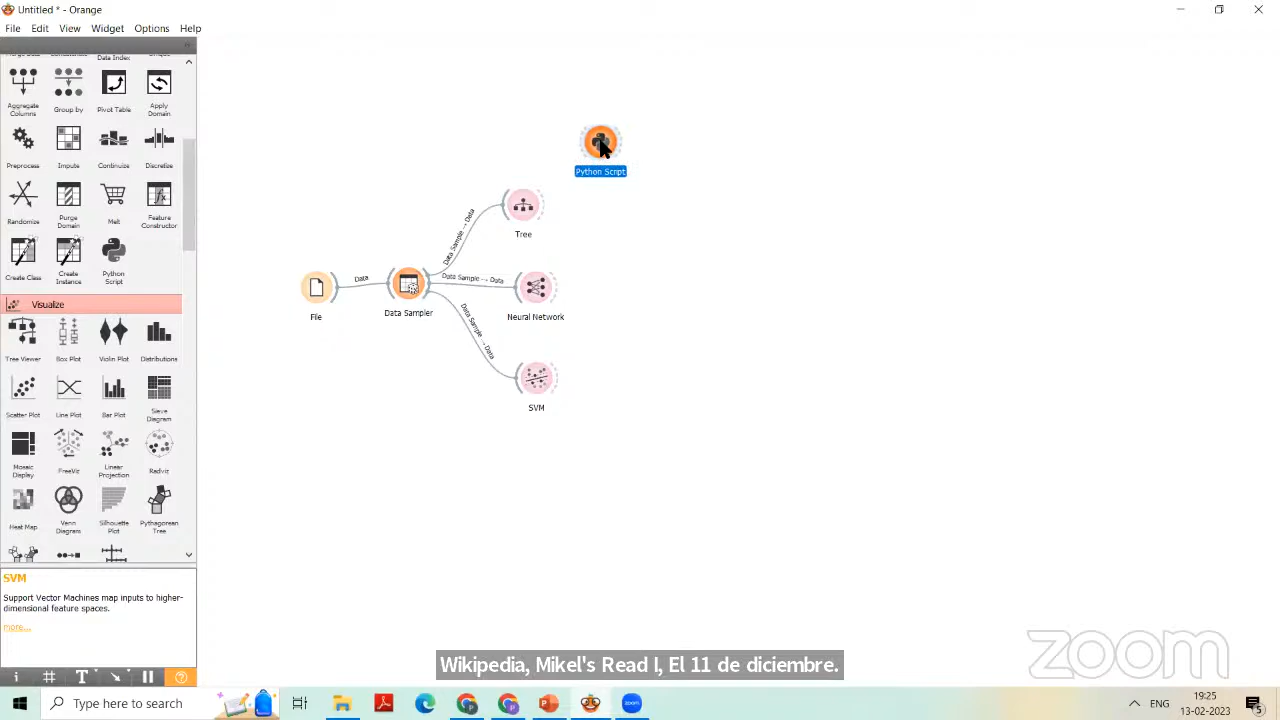 Untitled * - Orange
File Edit View Widget Options Help
Data Index
Aggregate Columns
Group by
Pivot Table
Apply Domain
Preprocess
Impute
Continuize
Discretize
Randomize
Purge Domain
Melt
Feature Constructor
Create Class
Create Instance
Python Script
Visualize
Tree Viewer
Box Plot
Violin Plot
Distributions
Scatter Plot
Line Plot
Bar Plot
Sieve Diagram
Mosaic Display
FreeViz
Linear Projection
Radviz
Heat Map
Venn Diagram
Silhouette Plot
Pythagorean Tree
SVM
Support Vector Machines map inputs to higher-
dimensional feature spaces.
more...
Python Script
Tree
Data Sample → Data
File
Data
Data Sampler
Data Sample → Data
Neural Network
Data Sample → Data
SVM
zoom
Wikipedia, Mikel's Read I, El 11 de diciembre.
Type here to search
zoom
ENG
19:25
13-02-2023
5